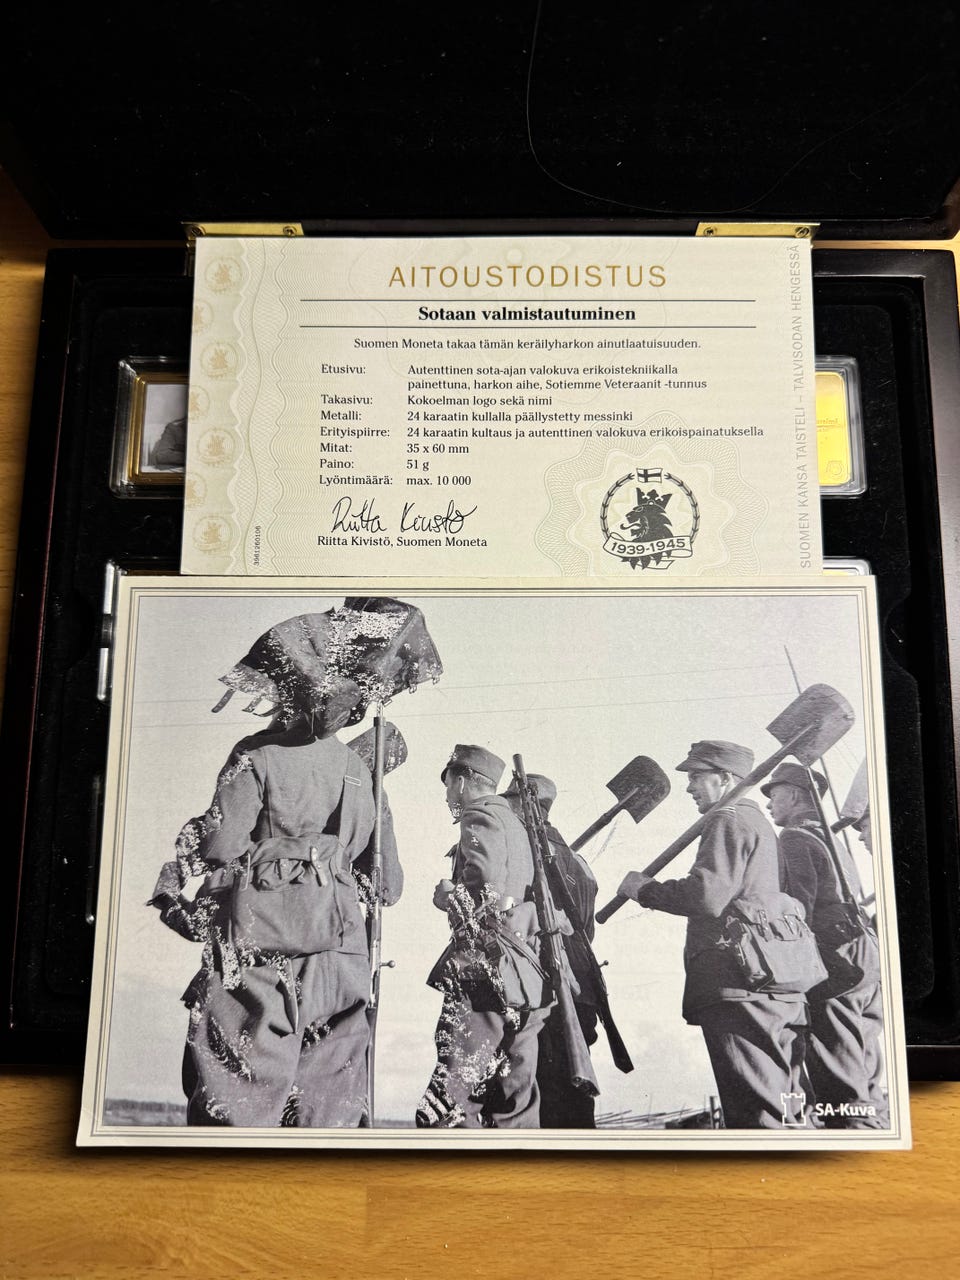 AITOUSTODISTUS
Sotaan valmistautuminen
Suomen Moneta takaa tämän keräilyharkon ainutlaatuisuuden.
Etusivu: Autenttinen sota-ajan valokuva erikoistekniikalla
painettuna, harkon aihe, Sotiemme Veteraanit -tunnus
Takasivu: Kokoelman logo sekä nimi
Metalli: 24 karaatin kullalla päällystetty messinki
Erityispiirre: 24 karaatin kultaus ja autenttinen valokuva erikoispainatuksella
Mitat: 35 x 60 mm
Paino: 51 g
Lyöntimäärä: max. 10 000
Riitta Kivistö
Riitta Kivistö, Suomen Moneta
1939-1945
3961260106
SUOMEN KANSA TAISTELI – TALVISODAN HENGESSÄ
SA-Kuva